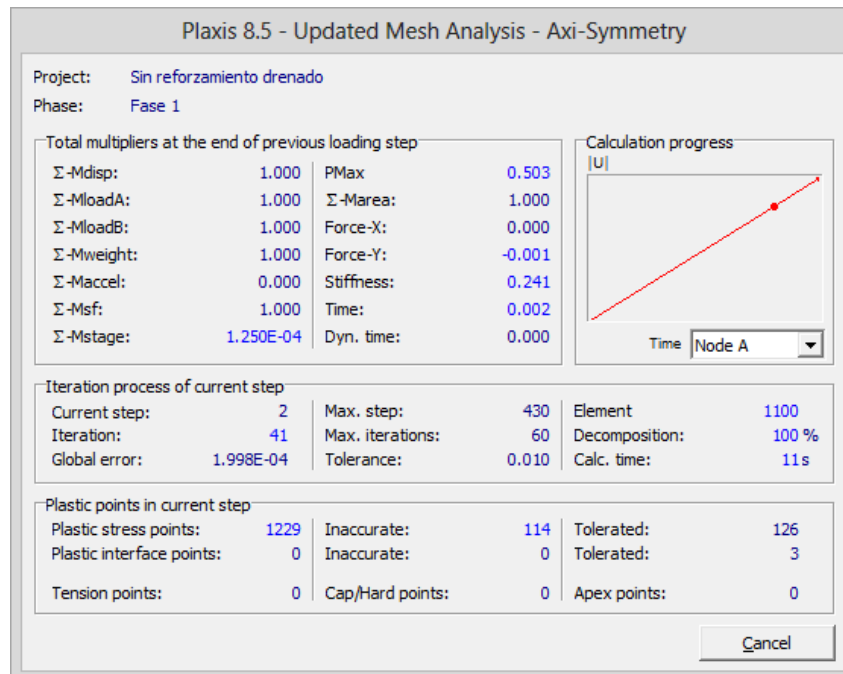 Plaxis 8.5 - Updated Mesh Analysis - Axi-Symmetry
Project: Sin reforzamiento drenado
Phase: Fase 1
Total multipliers at the end of previous loading step
Σ-Mdisp: 1.000 PMax 0.503
Σ-MloadA: 1.000 Σ-Marea: 1.000
Σ-MloadB: 1.000 Force-X: 0.000
Σ-Mweight: 1.000 Force-Y: -0.001
Σ-Maccel: 0.000 Stiffness: 0.241
Σ-Msf: 1.000 Time: 0.002
Σ-Mstage: 1.250E-04 Dyn. time: 0.000
Calculation progress
|U|
Time Node A
Iteration process of current step
Current step: 2 Max. step: 430 Element 1100
Iteration: 41 Max. iterations: 60 Decomposition: 100 %
Global error: 1.998E-04 Tolerance: 0.010 Calc. time: 11 s
Plastic points in current step
Plastic stress points: 1229 Inaccurate: 114 Tolerated: 126
Plastic interface points: 0 Inaccurate: 0 Tolerated: 3
Tension points: 0 Cap/Hard points: 0 Apex points: 0
Cancel